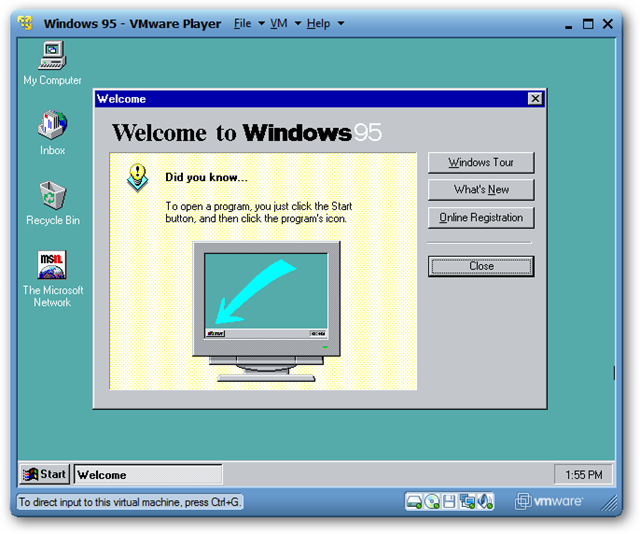 Windows 95 - VMware Player File VM Help
My Computer
Inbox
Recycle Bin
msn.
The Microsoft
Network
Welcome
Welcome to Windows95
Did you know...
To open a program, you just click the Start
button, and then click the program's icon.
Windows Tour
What's New
Online Registration
Close
Start Welcome 1:55 PM
To direct input to this virtual machine, press Ctrl+G. vmware